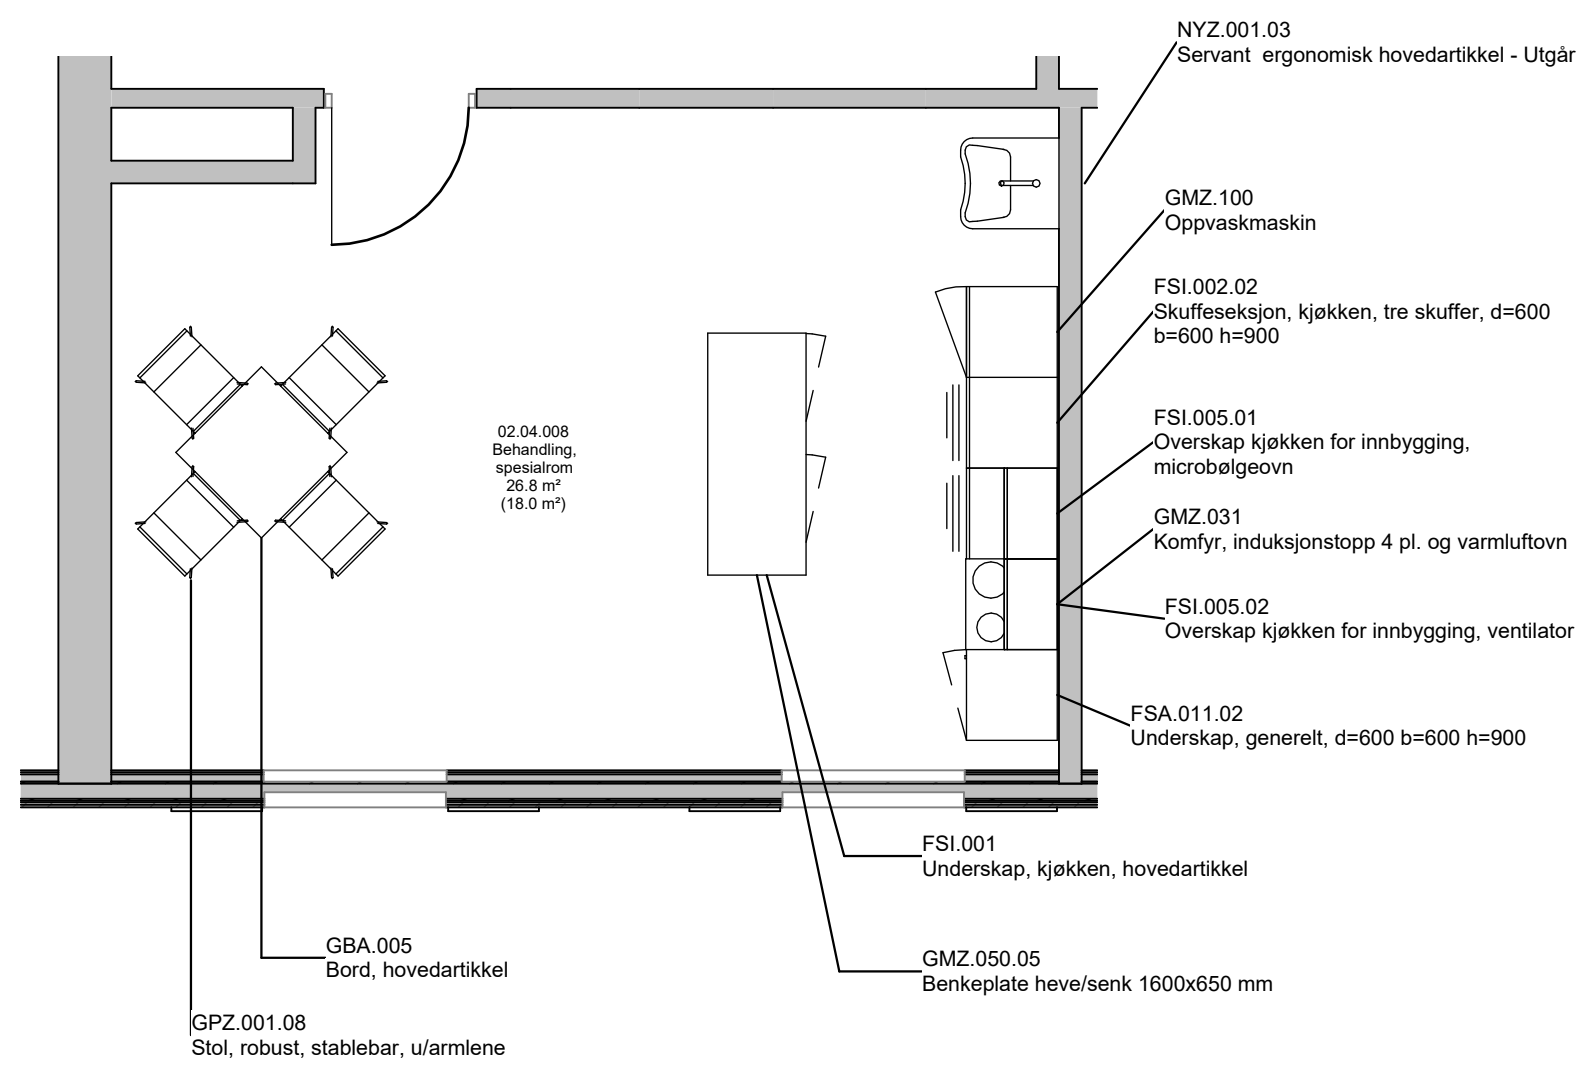 NYZ.001.03
Servant ergonomisk hovedartikkel - Utgår
GMZ.100
Oppvaskmaskin
FSI.002.02
Skuffeseksjon, kjøkken, tre skuffer, d=600
b=600 h=900
FSI.005.01
Overskap kjøkken for innbygging,
microbølgeovn
02.04.008
Behandling,
spesialrom
26.8 m²
(18.0 m²)
GMZ.031
Komfyr, induksjonstopp 4 pl. og varmluftovn
FSI.005.02
Overskap kjøkken for innbygging, ventilator
FSA.011.02
Underskap, generelt, d=600 b=600 h=900
FSI.001
Underskap, kjøkken, hovedartikkel
GBA.005
Bord, hovedartikkel
GMZ.050.05
Benkeplate heve/senk 1600x650 mm
GPZ.001.08
Stol, robust, stablebar, u/armlene